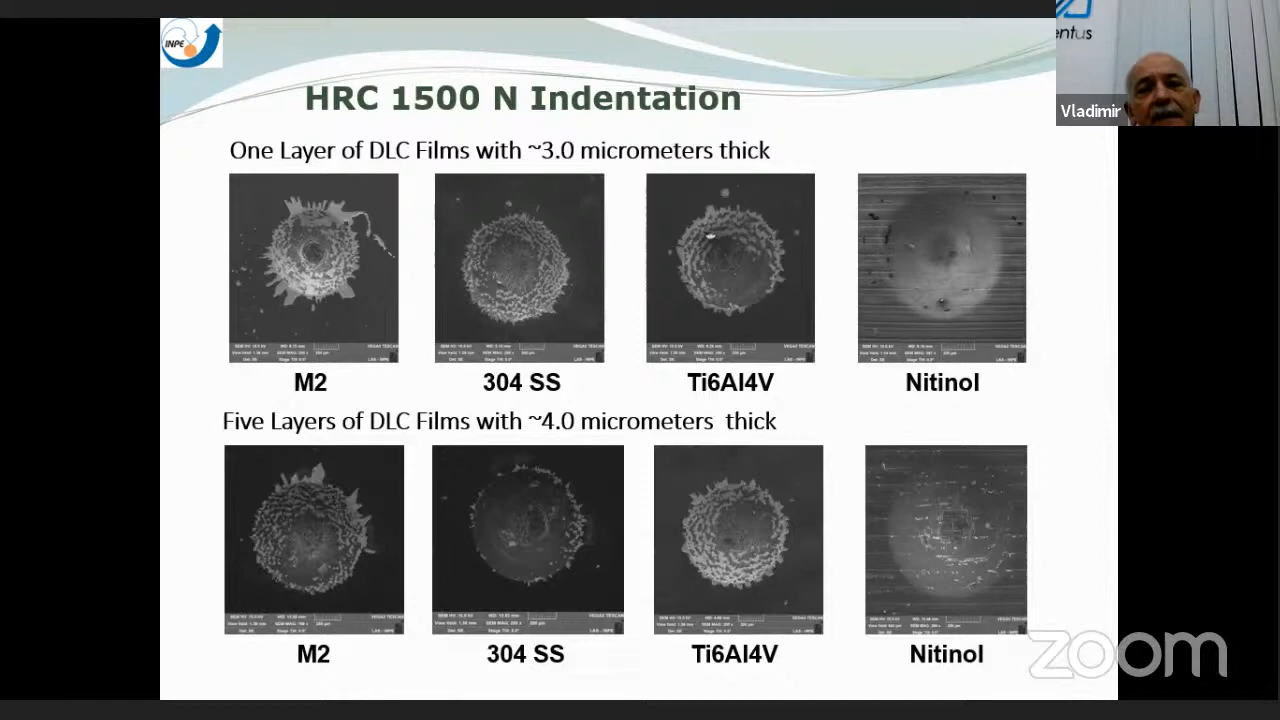 INPE
entus
HRC 1500 N Indentation
Vladimir
One Layer of DLC Films with ~3.0 micrometers thick
M2
304 SS
Ti6Al4V
Nitinol
Five Layers of DLC Films with ~4.0 micrometers thick
M2
304 SS
Ti6Al4V
Nitinol
zoom